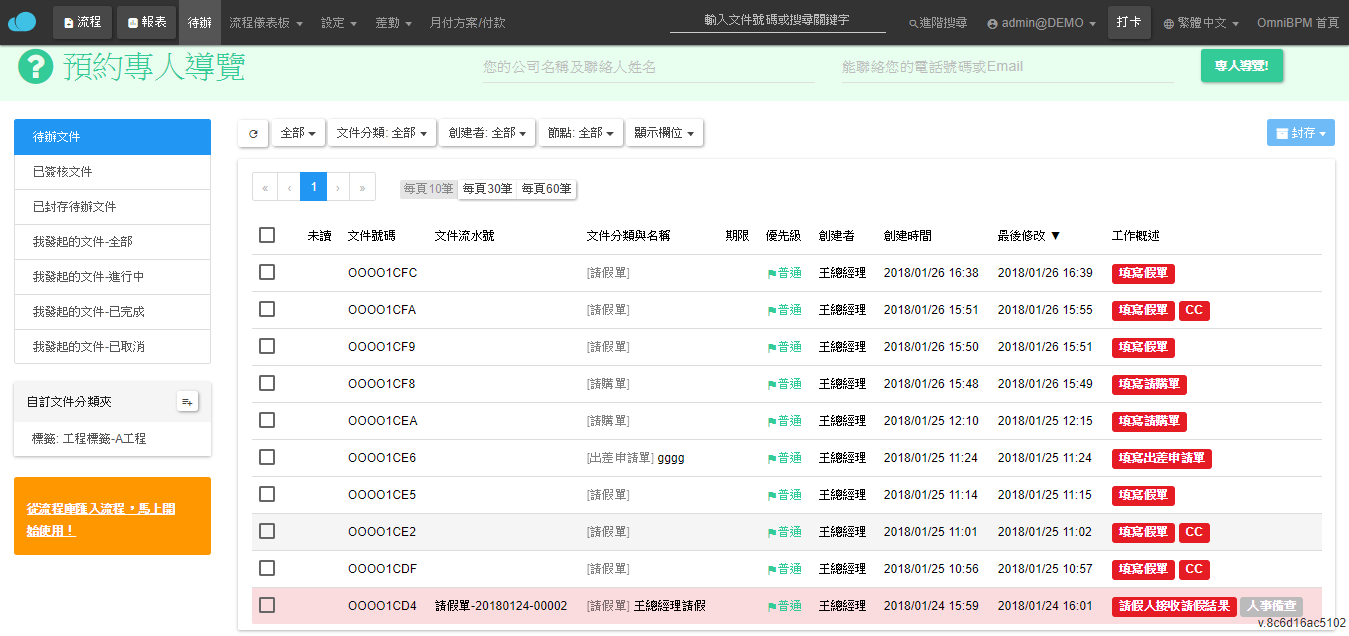 流程 報表 待辦 流程儀表板 設定 差勤 月付方案/付款 輸入文件號碼或搜尋關鍵字 進階搜尋 admin@DEMO 打卡 繁體中文 OmniBPM 首頁
預約專人導覽 您的公司名稱及聯絡人姓名 能聯絡您的電話號碼或Email 專人導覽!
待辦文件
已簽核文件
已封存待辦文件
我發起的文件-全部
我發起的文件-進行中
我發起的文件-已完成
我發起的文件-已取消
自訂文件分類夾
標籤: 工程標籤-A工程
從流程庫匯入流程，馬上開
始使用！
全部 文件分類: 全部 創建者: 全部 節點: 全部 顯示欄位 封存
« ‹ 1 › » 每頁10筆 每頁30筆 每頁60筆
未讀 文件號碼 文件流水號 文件分類與名稱 期限 優先級 創建者 創建時間 最後修改 ▼ 工作概述
OOOO1CFC [請假單] 普通 王總經理 2018/01/26 16:38 2018/01/26 16:39 填寫假單
OOOO1CFA [請假單] 普通 王總經理 2018/01/26 15:51 2018/01/26 15:55 填寫假單 CC
OOOO1CF9 [請假單] 普通 王總經理 2018/01/26 15:50 2018/01/26 15:51 填寫假單
OOOO1CF8 [請購單] 普通 王總經理 2018/01/26 15:48 2018/01/26 15:49 填寫請購單
OOOO1CEA [請購單] 普通 王總經理 2018/01/25 12:10 2018/01/25 12:15 填寫請購單
OOOO1CE6 [出差申請單] gggg 普通 王總經理 2018/01/25 11:24 2018/01/25 11:24 填寫出差申請單
OOOO1CE5 [請假單] 普通 王總經理 2018/01/25 11:14 2018/01/25 11:15 填寫假單
OOOO1CE2 [請假單] 普通 王總經理 2018/01/25 11:01 2018/01/25 11:02 填寫假單 CC
OOOO1CDF [請假單] 普通 王總經理 2018/01/25 10:56 2018/01/25 10:57 填寫假單 CC
OOOO1CD4 請假單-20180124-00002 [請假單] 王總經理請假 普通 王總經理 2018/01/24 15:59 2018/01/24 16:01 請假人接收請假結果 人事備查
v.8c6d16ac5102